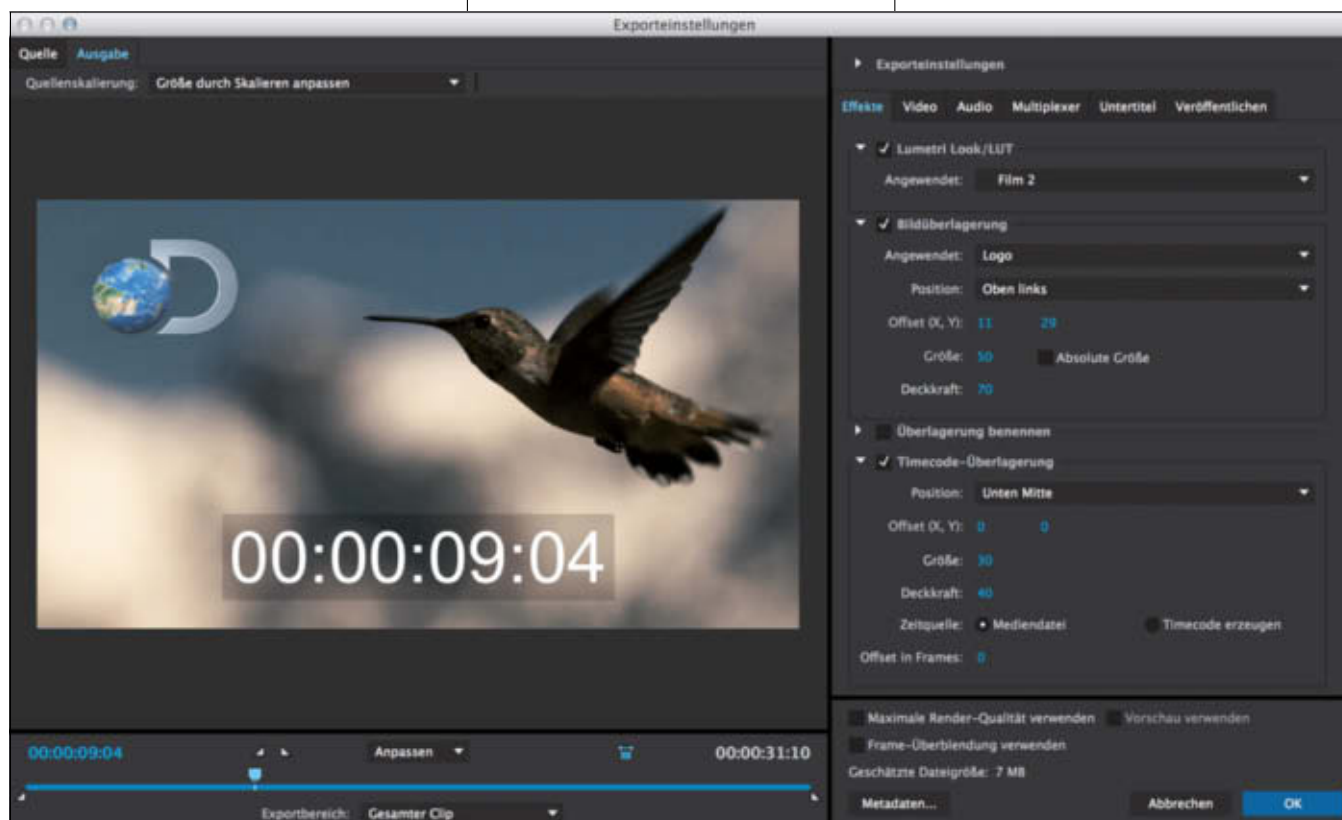 Exporteinstellungen
Quelle Ausgabe
Quellenskalierung: Größe durch Skalieren anpassen
00:00:09:04
00:00:09:04 Anpassen 00:00:31:10
Exportbereich: Gesamter Clip
Exporteinstellungen
Effekte Video Audio Multiplexer Untertitel Veröffentlichen
Lumetri Look/LUT
Angewendet: Film 2
Bildüberlagerung
Angewendet: Logo
Position: Oben links
Offset (X, Y): 11 29
Größe: 50 Absolute Größe
Deckkraft: 70
Überlagerung benennen
Timecode-Überlagerung
Position: Unten Mitte
Offset (X, Y): 0 0
Größe: 30
Deckkraft: 40
Zeitquelle: Mediendatei Timecode erzeugen
Offset in Frames: 0
Maximale Render-Qualität verwenden Vorschau verwenden
Frame-Überblendung verwenden
Geschätzte Dateigröße: 7 MB
Metadaten... Abbrechen OK